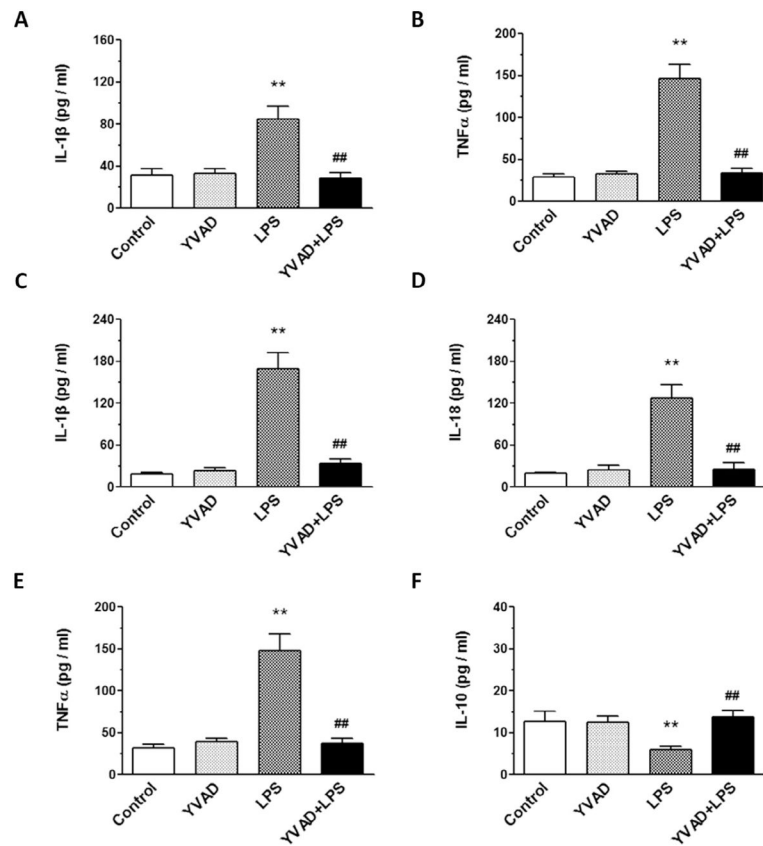 A
IL-1β (pg / ml)
160
120
80
40
0
**
##
Control
YVAD
LPS
YVAD+LPS
B
TNFα (pg / ml)
200
150
100
50
0
**
##
Control
YVAD
LPS
YVAD+LPS
C
IL-1β (pg / ml)
240
180
120
60
0
**
##
Control
YVAD
LPS
YVAD+LPS
D
IL-18 (pg / ml)
240
180
120
60
0
**
##
Control
YVAD
LPS
YVAD+LPS
E
TNFα (pg / ml)
200
150
100
50
0
**
##
Control
YVAD
LPS
YVAD+LPS
F
IL-10 (pg / ml)
40
30
20
10
0
**
##
Control
YVAD
LPS
YVAD+LPS